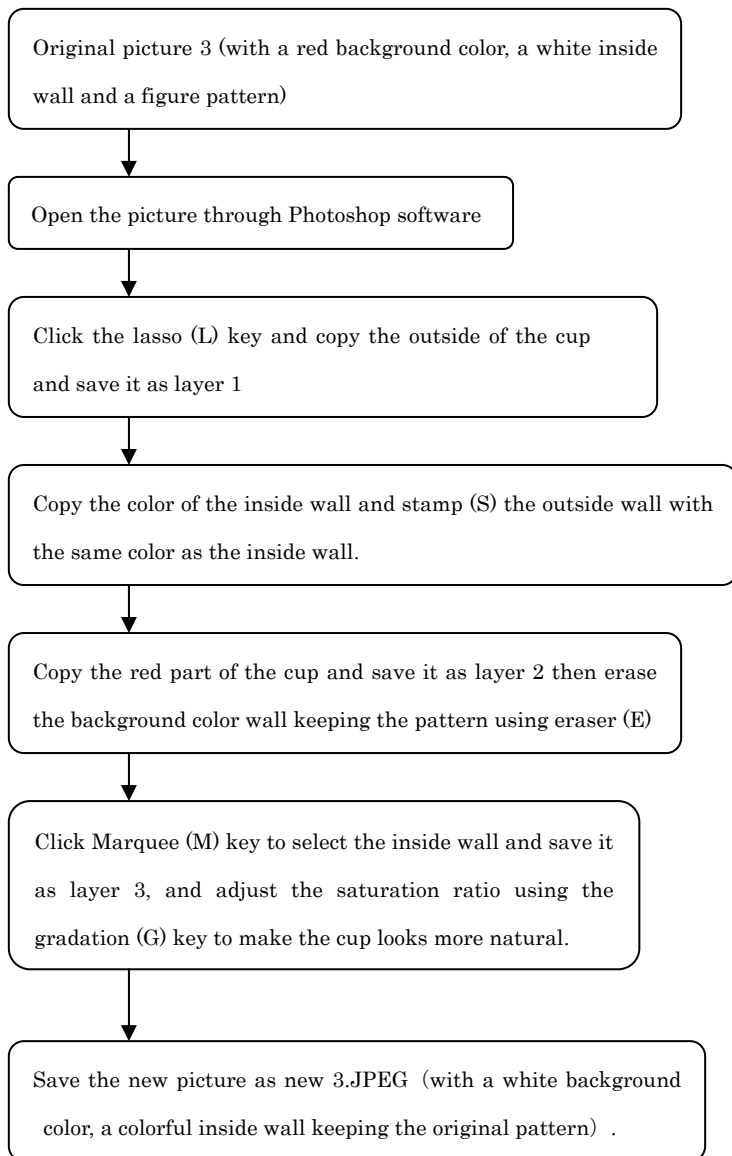 Original picture 3 (with a red background color, a white inside
wall and a figure pattern)
Open the picture through Photoshop software
Click the lasso (L) key and copy the outside of the cup
and save it as layer 1
Copy the color of the inside wall and stamp (S) the outside wall with
the same color as the inside wall.
Copy the red part of the cup and save it as layer 2 then erase
the background color wall keeping the pattern using eraser (E)
Click Marquee (M) key to select the inside wall and save it
as layer 3, and adjust the saturation ratio using the
gradation (G) key to make the cup looks more natural.
Save the new picture as new 3.JPEG（with a white background
color, a colorful inside wall keeping the original pattern）.